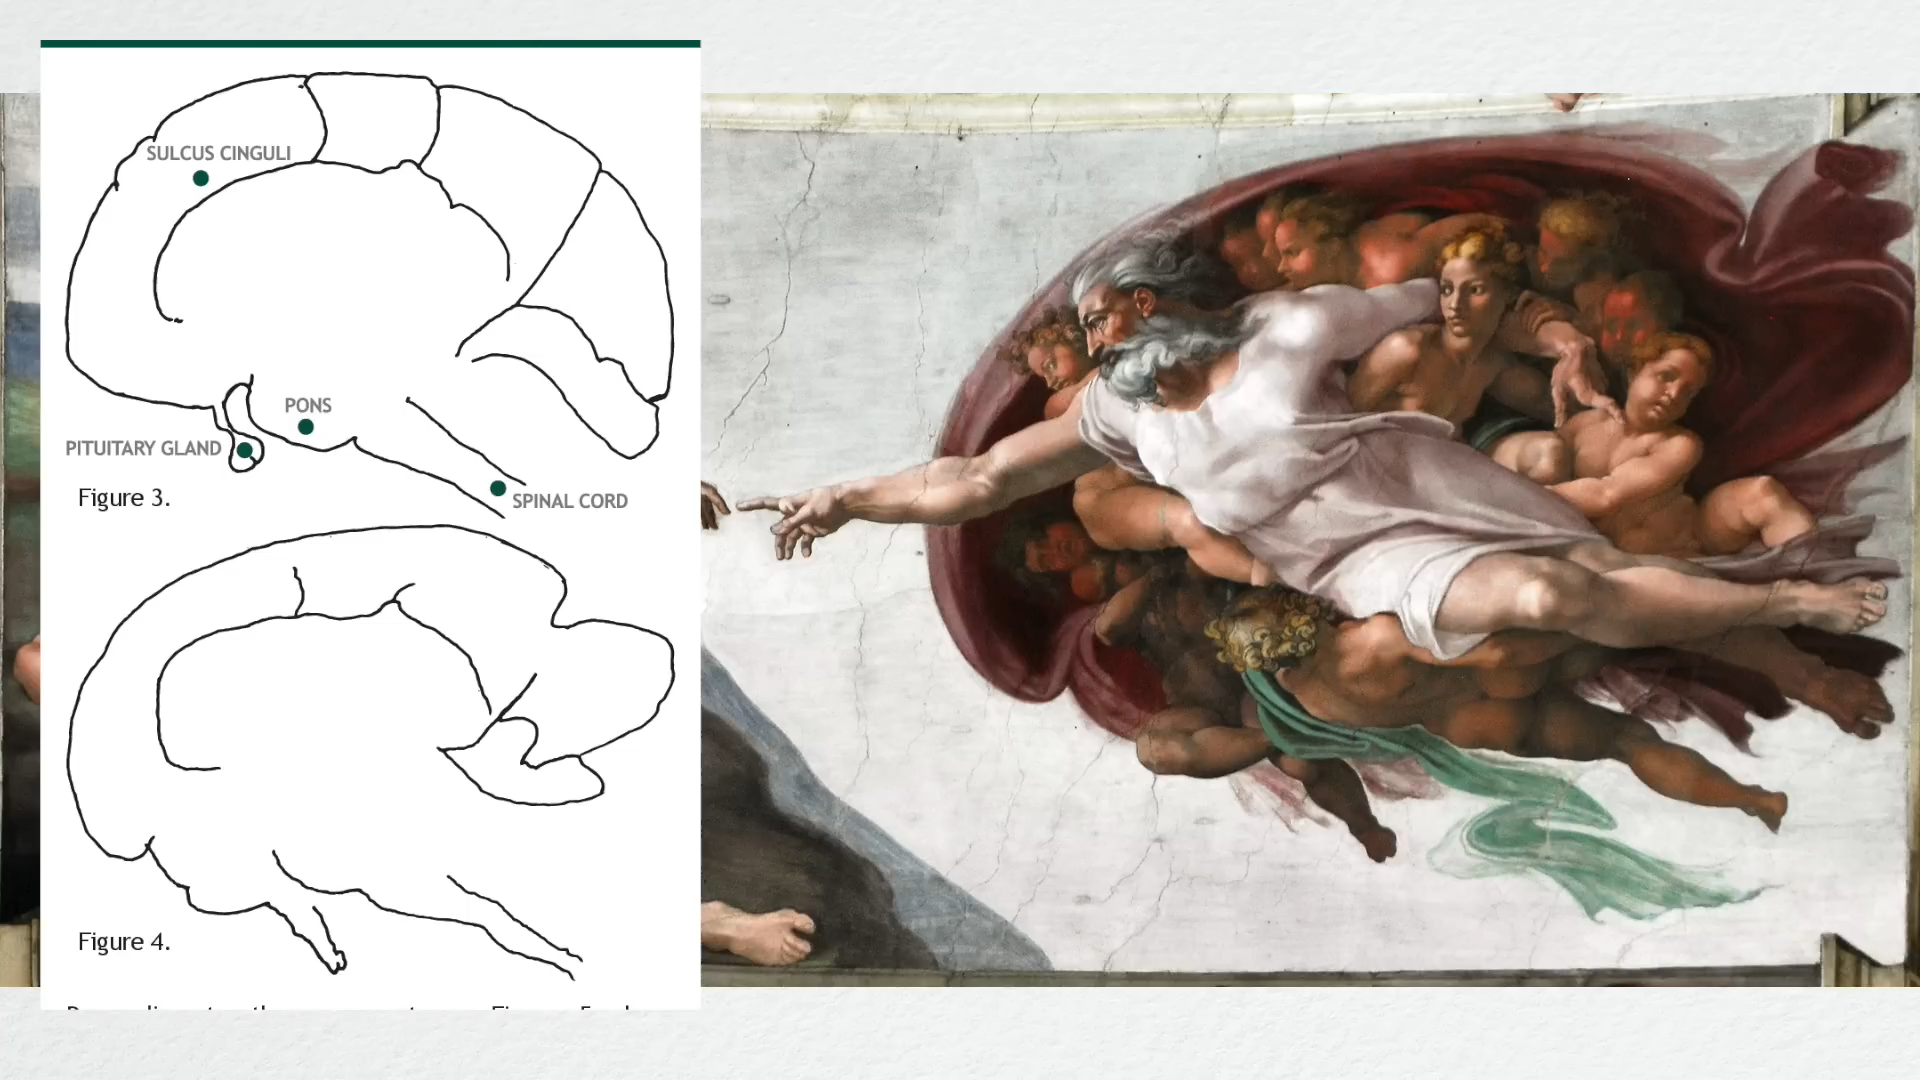 SULCUS CINGULI
PONS
PITUITARY GLAND
Figure 3.
SPINAL CORD
Figure 4.